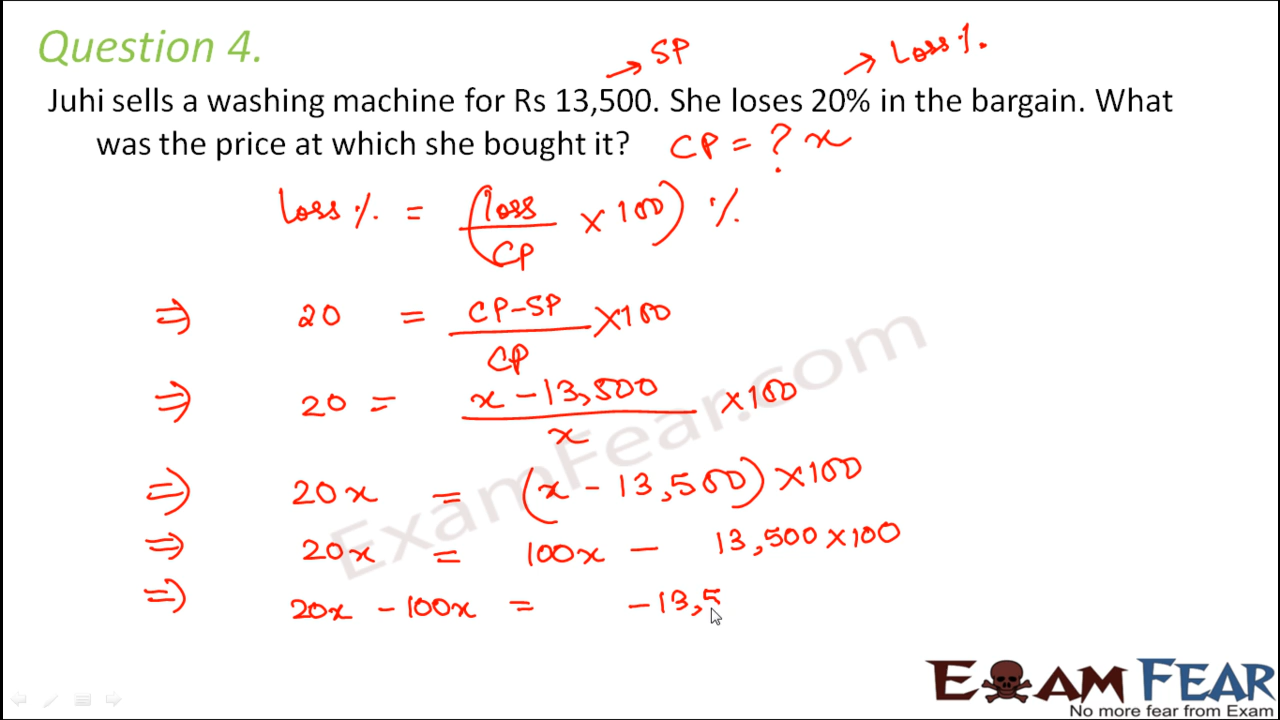 Question 4.
→ SP → Loss %.
Juhi sells a washing machine for Rs 13,500. She loses 20% in the bargain. What
was the price at which she bought it? CP = ? x
Loss % = (loss/CP × 100) %
⇒ 20 = CP-SP/CP × 100
⇒ 20 = x - 13,500/x × 100
⇒ 20x = (x - 13,500) × 100
⇒ 20x = 100x - 13,500 × 100
⇒ 20x - 100x = -13,5
ExamFear.com
EXAM FEAR
No more fear from Exam